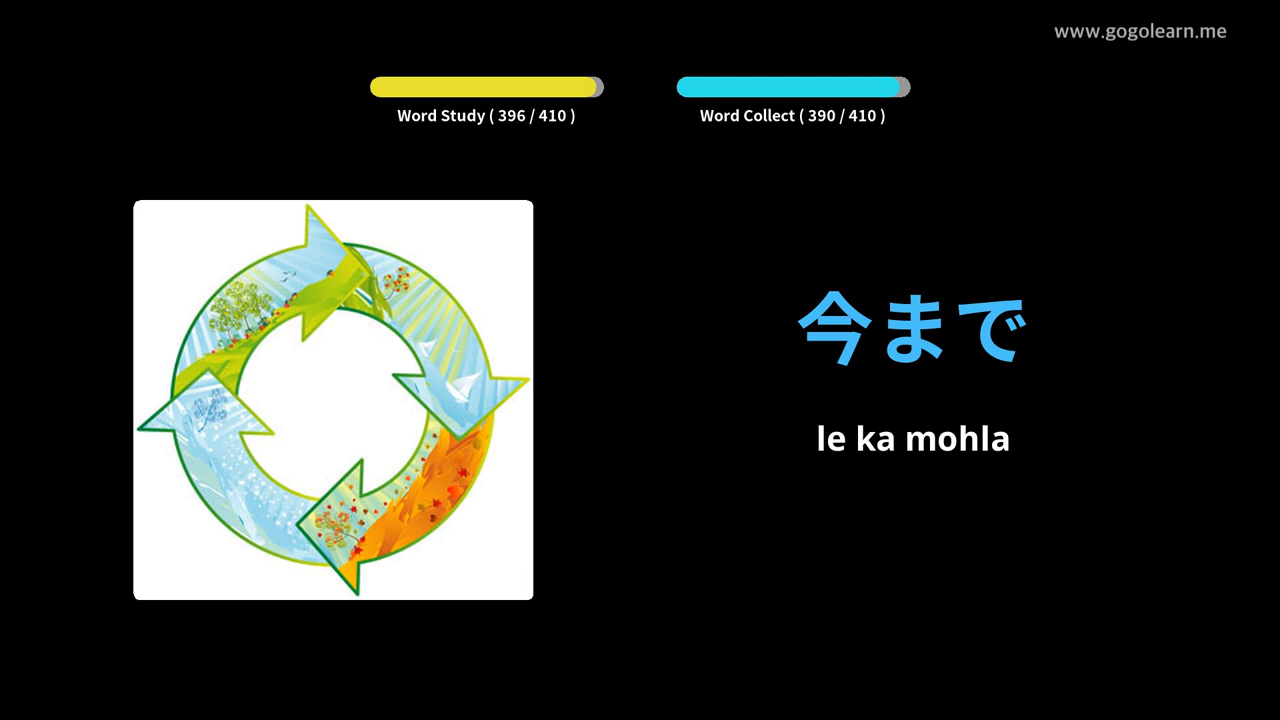 www.gogolearn.me
Word Study ( 396 / 410 )
Word Collect ( 390 / 410 )
今まで
le ka mohla